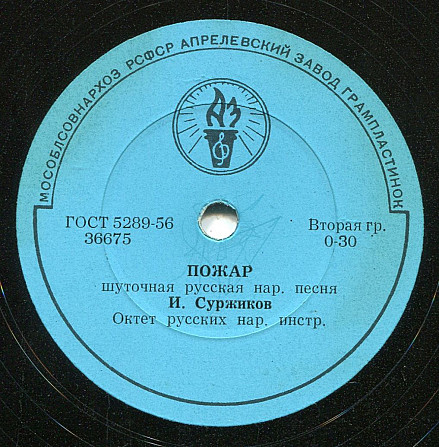 МОСОБЛСОВНАРХОЗ РСФСР АПРЕЛЕВСКИЙ ЗАВОД ГРАМПЛАСТИНОК
АЗ
ГОСТ 5289-56
36675
Вторая гр.
0-30
ПОЖАР
шуточная русская нар. песня
И. Суржиков
Октет русских нар. инстр.